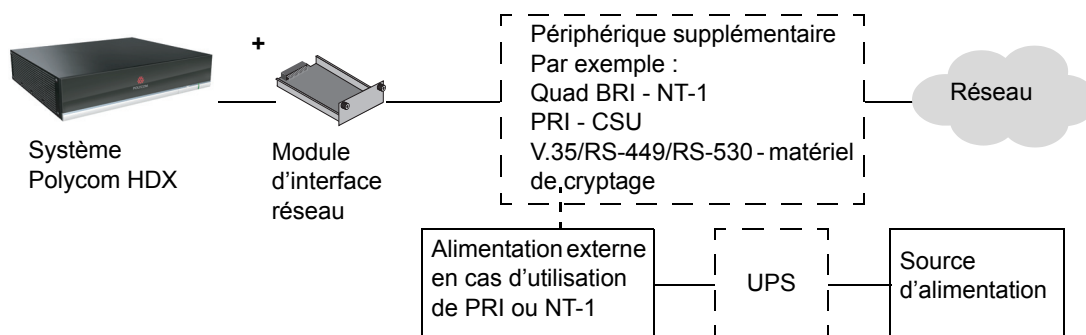 Périphérique supplémentaire
Par exemple :
Quad BRI - NT-1
PRI - CSU
V.35/RS-449/RS-530 - matériel
de cryptage
+
POLYCOM
Réseau
Système
Polycom HDX
Module
d'interface
réseau
Alimentation externe
en cas d'utilisation
de PRI ou NT-1
UPS
Source
d'alimentation